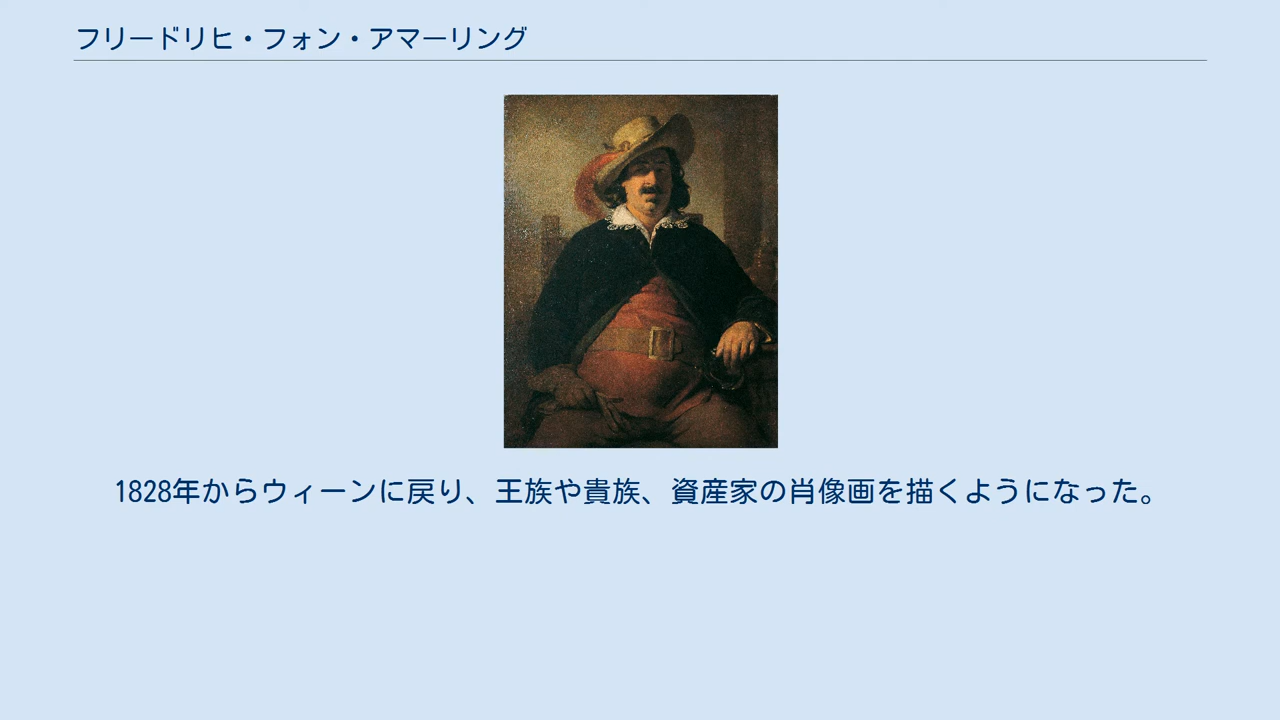 フリードリヒ・フォン・アマーリング
1828年からウィーンに戻り、王族や貴族、資産家の肖像画を描くようになった。